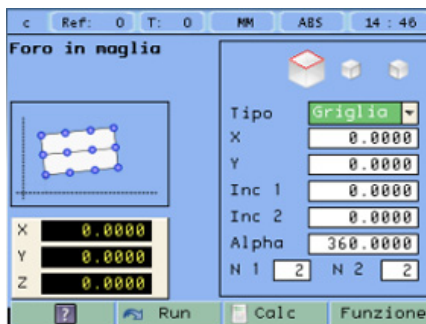 c Ref: 0 T: 0 MM ABS 14 : 46
Foro in maglia
Tipo Griglia
X 0.0000
Y 0.0000
Inc 1 0.0000
Inc 2 0.0000
Alpha 360.0000
N 1 2 N 2 2
X 0.0000
Y 0.0000
Z 0.0000
? Run Calc Funzione